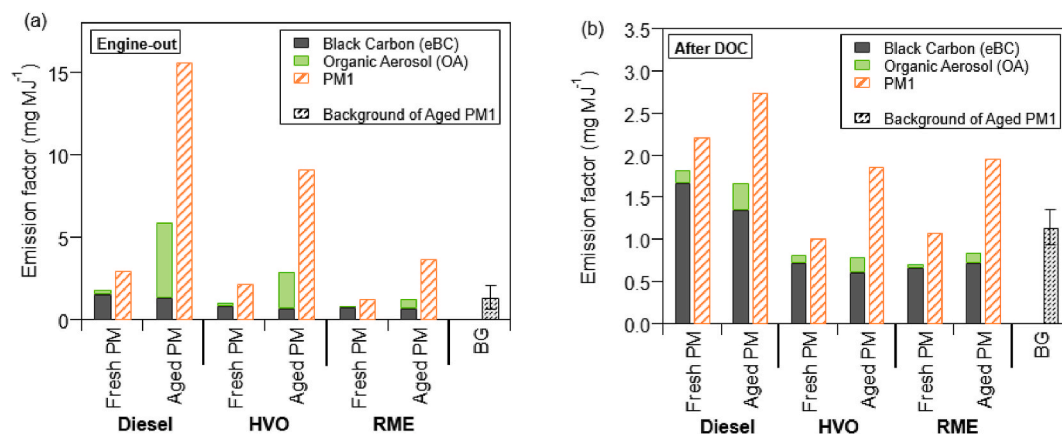 (a)
Engine-out
Black Carbon (eBC)
Organic Aerosol (OA)
PM1
Background of Aged PM1
Emission factor (mg MJ⁻¹)
15
10
5
0
Fresh PM
Aged PM
Fresh PM
Aged PM
Fresh PM
Aged PM
BG
Diesel
HVO
RME
(b)
After DOC
Black Carbon (eBC)
Organic Aerosol (OA)
PM1
Background of Aged PM1
Emission factor (mg MJ⁻¹)
3.5
3.0
2.5
2.0
1.5
1.0
0.5
0.0
Fresh PM
Aged PM
Fresh PM
Aged PM
Fresh PM
Aged PM
BG
Diesel
HVO
RME